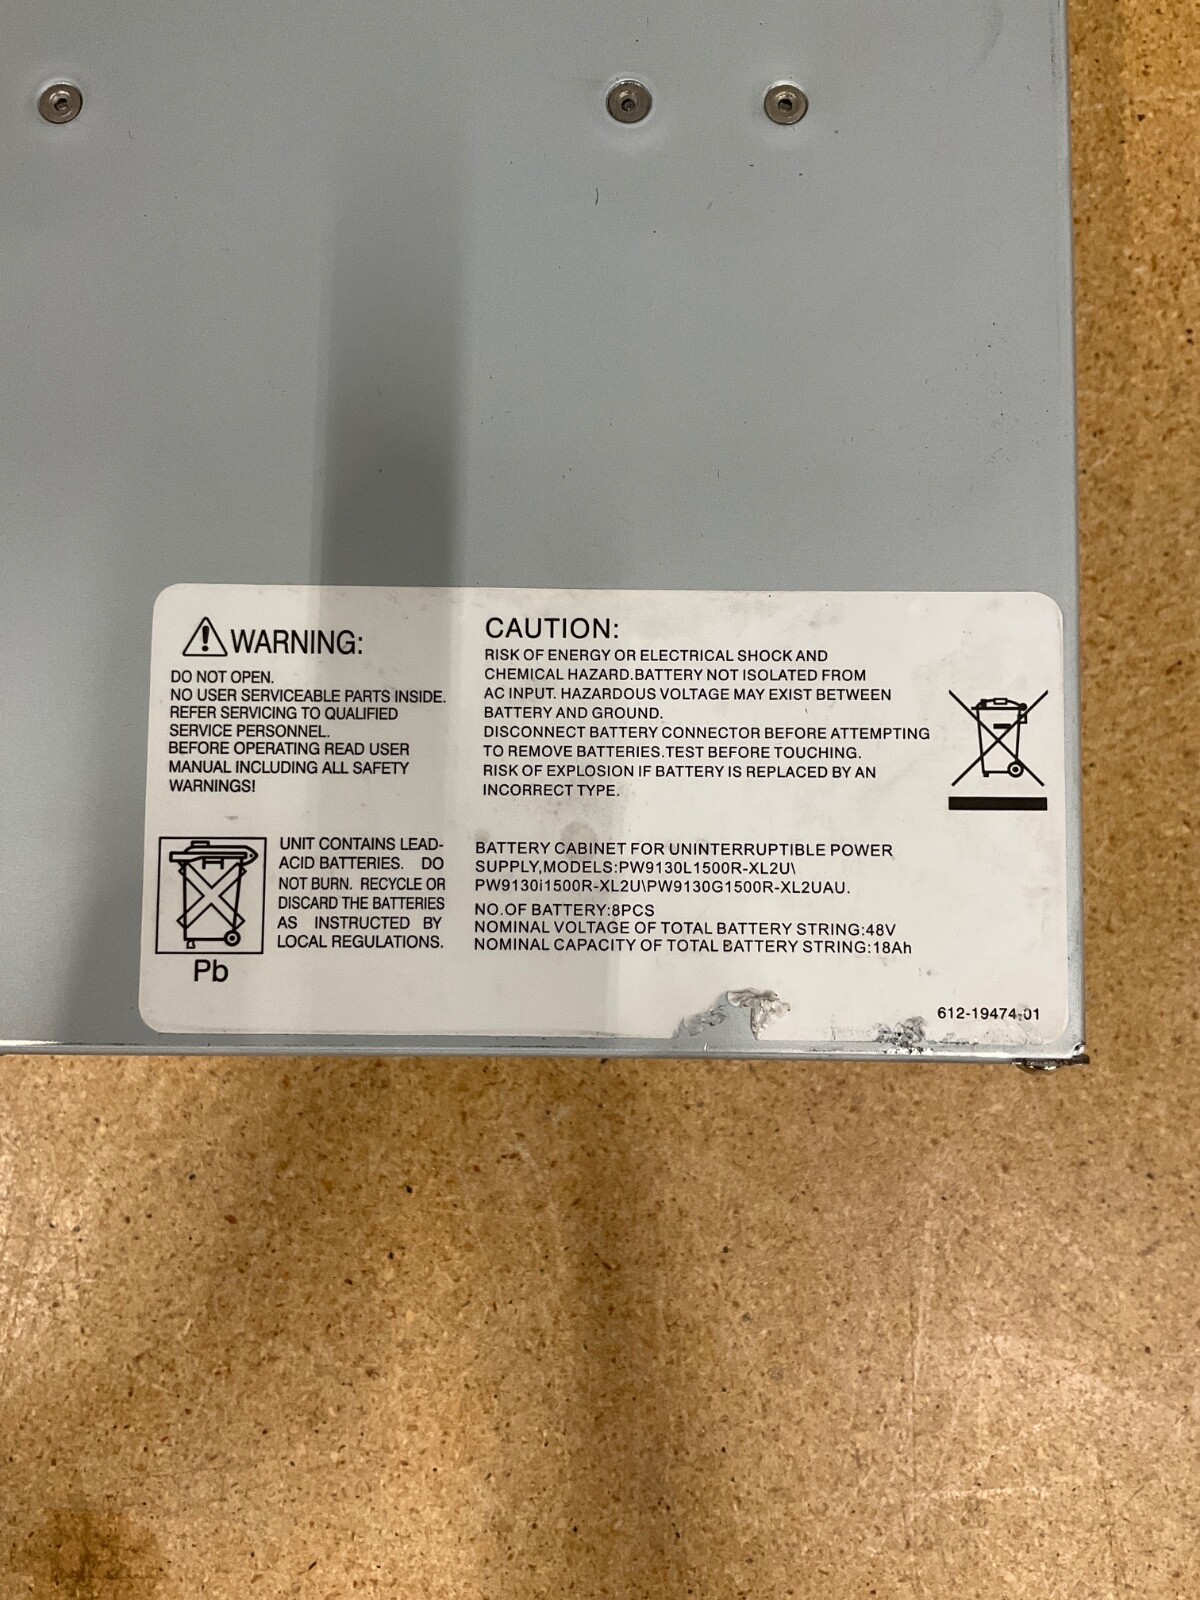 WARNING:
DO NOT OPEN.
NO USER SERVICEABLE PARTS INSIDE.
REFER SERVICING TO QUALIFIED
SERVICE PERSONNEL.
BEFORE OPERATING READ USER
MANUAL INCLUDING ALL SAFETY
WARNINGS!
CAUTION:
RISK OF ENERGY OR ELECTRICAL SHOCK AND
CHEMICAL HAZARD.BATTERY NOT ISOLATED FROM
AC INPUT. HAZARDOUS VOLTAGE MAY EXIST BETWEEN
BATTERY AND GROUND.
DISCONNECT BATTERY CONNECTOR BEFORE ATTEMPTING
TO REMOVE BATTERIES.TEST BEFORE TOUCHING.
RISK OF EXPLOSION IF BATTERY IS REPLACED BY AN
INCORRECT TYPE.
UNIT CONTAINS LEAD-
ACID BATTERIES. DO
NOT BURN. RECYCLE OR
DISCARD THE BATTERIES
AS INSTRUCTED BY
LOCAL REGULATIONS.
Pb
BATTERY CABINET FOR UNINTERRUPTIBLE POWER
SUPPLY,MODELS:PW9130L1500R-XL2U\
PW9130i1500R-XL2U\PW9130G1500R-XL2UAU.
NO.OF BATTERY:8PCS
NOMINAL VOLTAGE OF TOTAL BATTERY STRING:48V
NOMINAL CAPACITY OF TOTAL BATTERY STRING:18Ah
612-19474-01